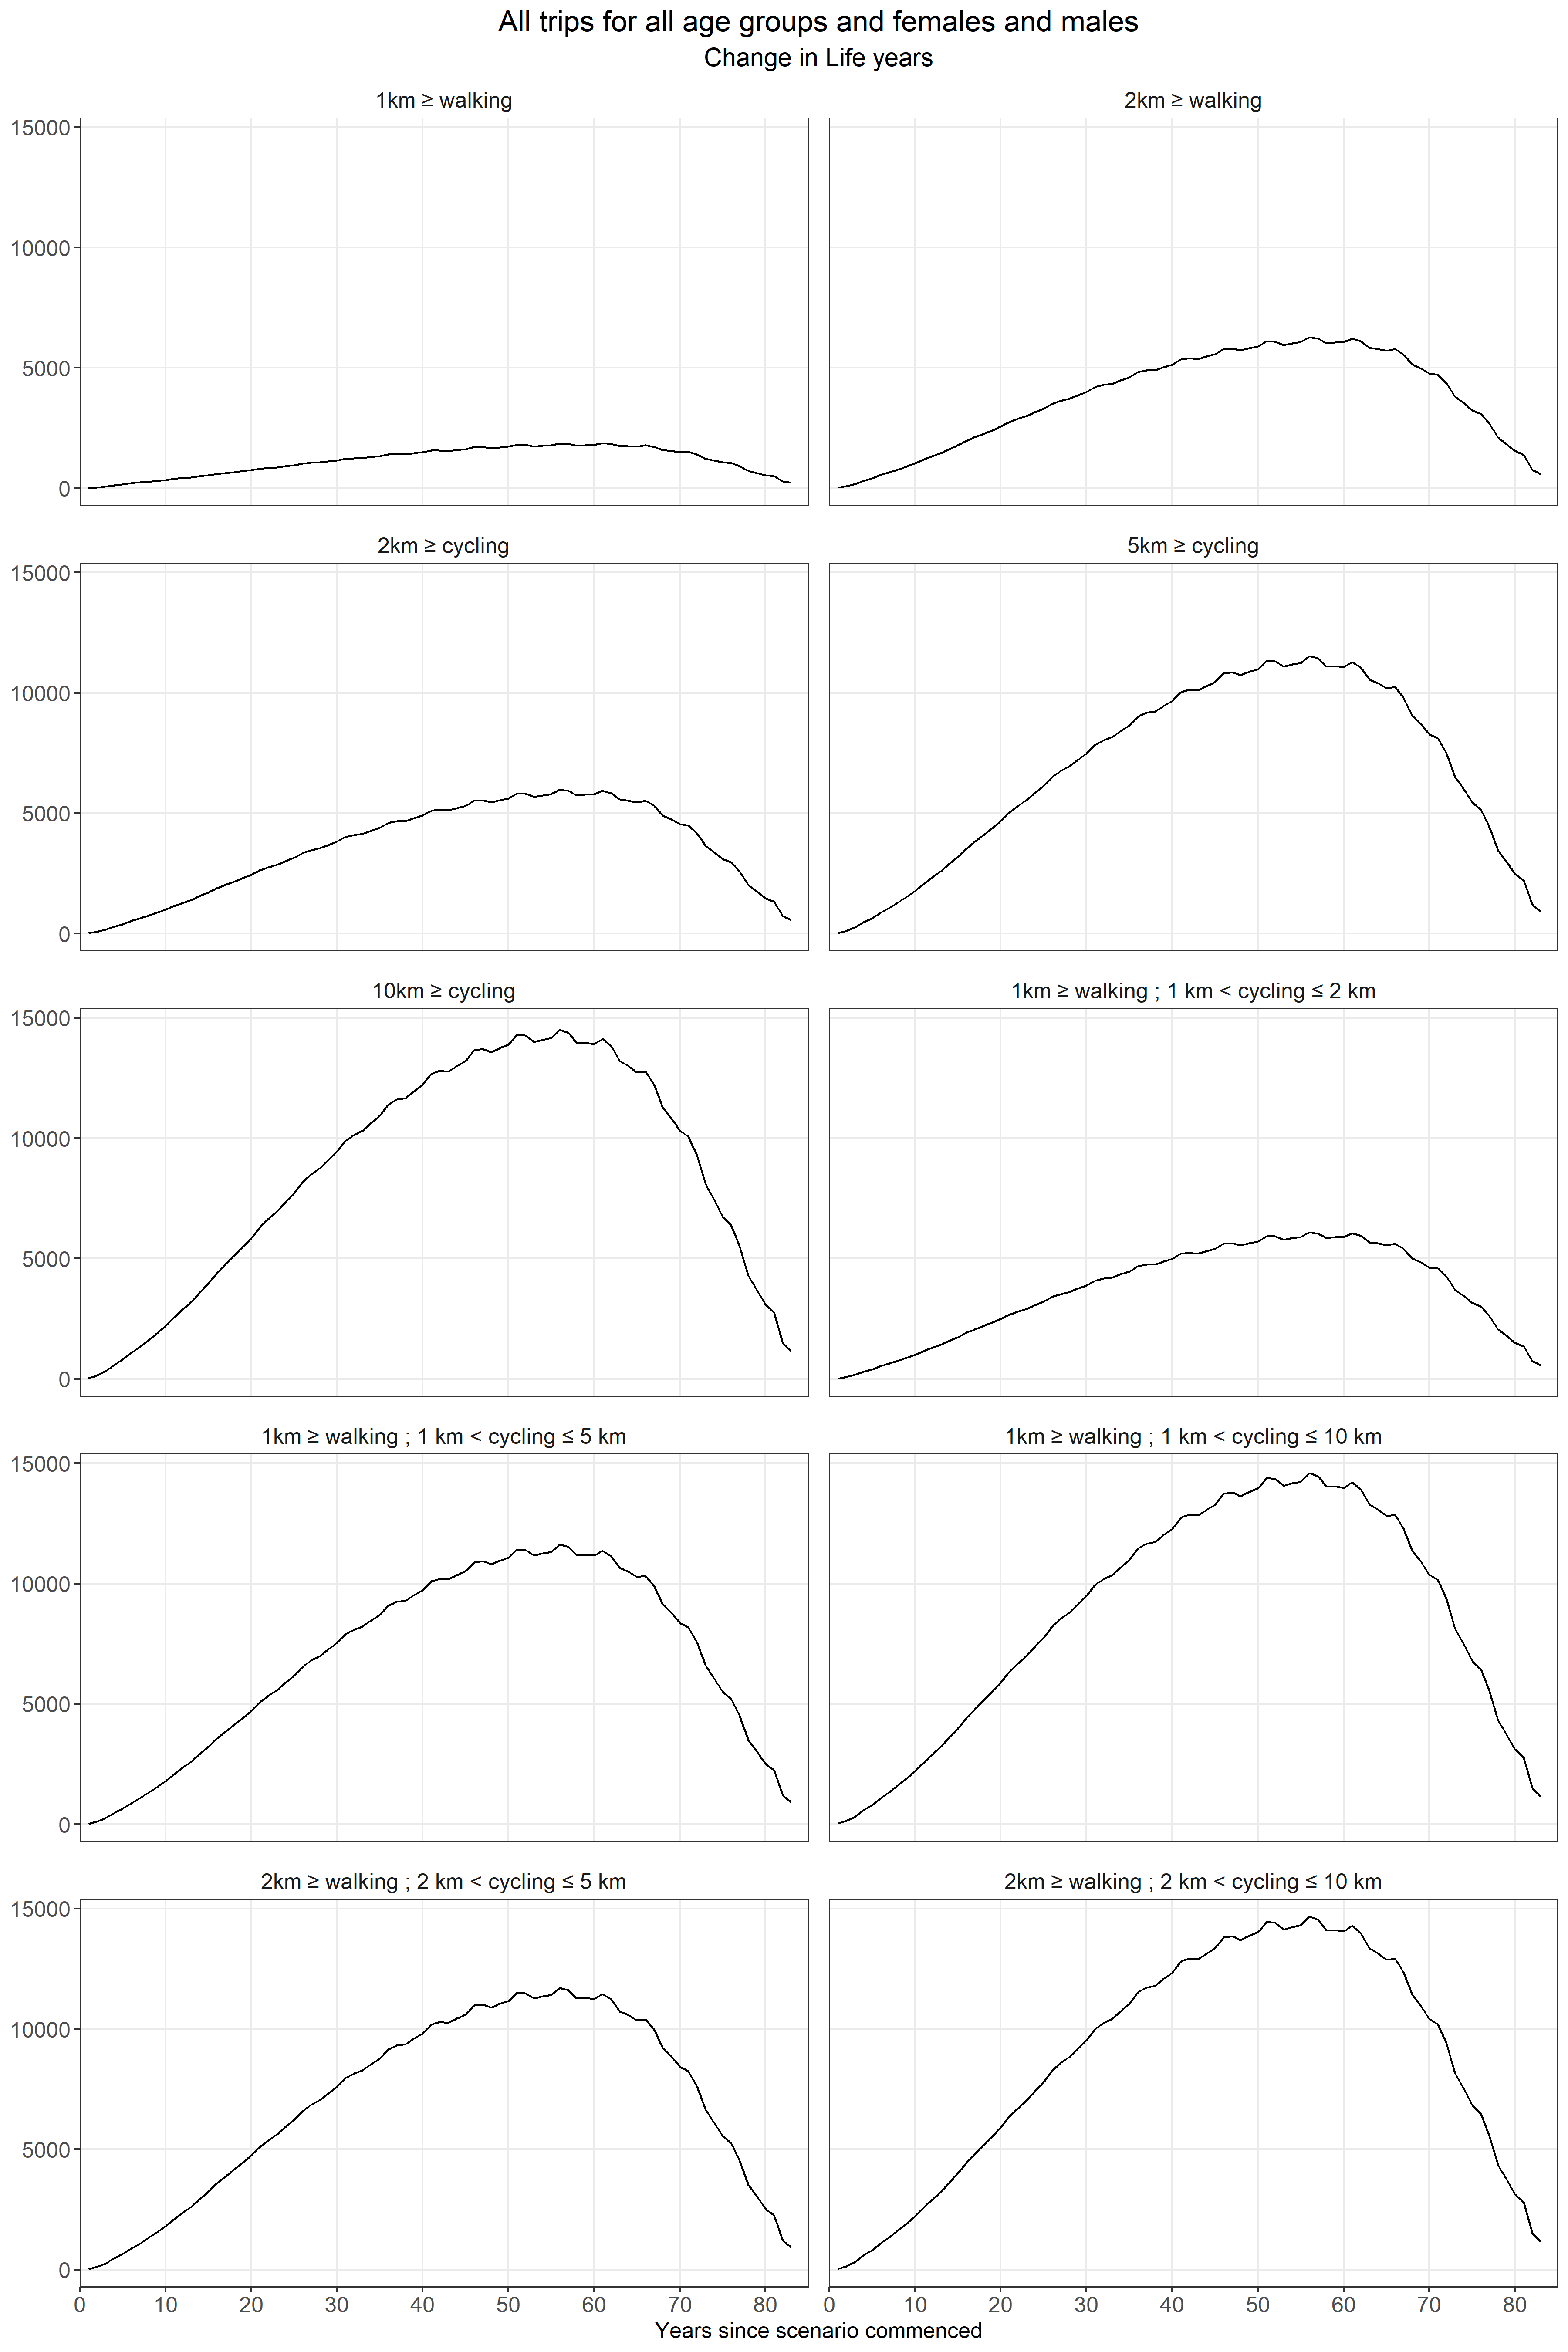 All trips for all age groups and females and males
Change in Life years
1km ≥ walking
2km ≥ walking
15000
10000
5000
0
2km ≥ cycling
5km ≥ cycling
15000
10000
5000
0
10km ≥ cycling
1km ≥ walking ; 1 km < cycling ≤ 2 km
15000
10000
5000
0
1km ≥ walking ; 1 km < cycling ≤ 5 km
1km ≥ walking ; 1 km < cycling ≤ 10 km
15000
10000
5000
0
2km ≥ walking ; 2 km < cycling ≤ 5 km
2km ≥ walking ; 2 km < cycling ≤ 10 km
15000
10000
5000
0
0 10 20 30 40 50 60 70 80
0 10 20 30 40 50 60 70 80
Years since scenario commenced